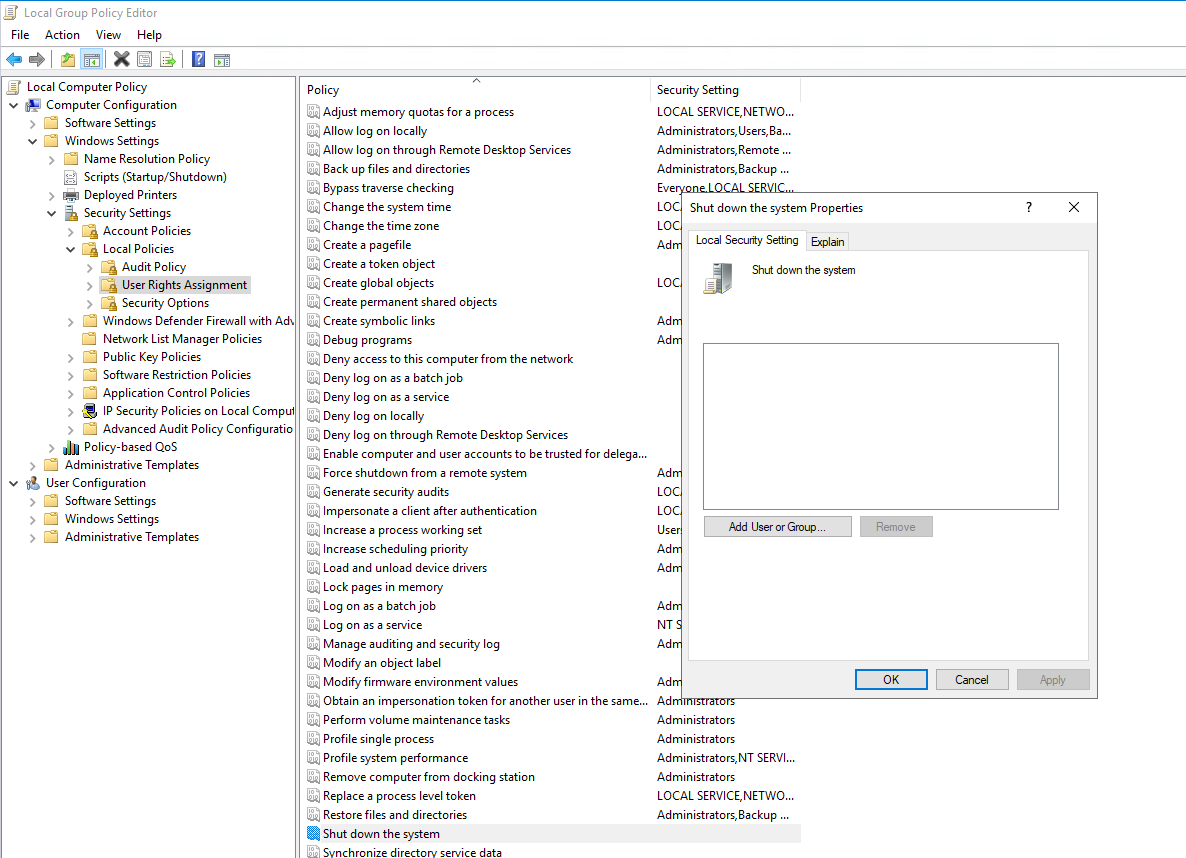 Local Group Policy Editor
File Action View Help
Local Computer Policy
Computer Configuration
Software Settings
Windows Settings
Name Resolution Policy
Scripts (Startup/Shutdown)
Deployed Printers
Security Settings
Account Policies
Local Policies
Audit Policy
User Rights Assignment
Security Options
Windows Defender Firewall with Adv
Network List Manager Policies
Public Key Policies
Software Restriction Policies
Application Control Policies
IP Security Policies on Local Comput
Advanced Audit Policy Configuratio
Policy-based QoS
Administrative Templates
User Configuration
Software Settings
Windows Settings
Administrative Templates
Policy Security Setting
Adjust memory quotas for a process LOCAL SERVICE,NETWO...
Allow log on locally Administrators,Users,Ba...
Allow log on through Remote Desktop Services Administrators,Remote ...
Back up files and directories Administrators,Backup ...
Bypass traverse checking Everyone,LOCAL SERVIC...
Change the system time LOC
Change the time zone LOC
Create a pagefile Adm
Create a token object
Create global objects LOC
Create permanent shared objects
Create symbolic links Adm
Debug programs Adm
Deny access to this computer from the network
Deny log on as a batch job
Deny log on as a service
Deny log on locally
Deny log on through Remote Desktop Services
Enable computer and user accounts to be trusted for delega...
Force shutdown from a remote system Adm
Generate security audits LOC
Impersonate a client after authentication LOC
Increase a process working set Users
Increase scheduling priority Adm
Load and unload device drivers Adm
Lock pages in memory
Log on as a batch job Adm
Log on as a service NT S
Manage auditing and security log Adm
Modify an object label
Modify firmware environment values Adm
Obtain an impersonation token for another user in the same... Administrators
Perform volume maintenance tasks Administrators
Profile single process Administrators
Profile system performance Administrators,NT SERVI...
Remove computer from docking station Administrators
Replace a process level token LOCAL SERVICE,NETWO...
Restore files and directories Administrators,Backup ...
Shut down the system
Synchronize directory service data
Shut down the system Properties ?
Local Security Setting Explain
Shut down the system
Add User or Group... Remove
OK Cancel Apply